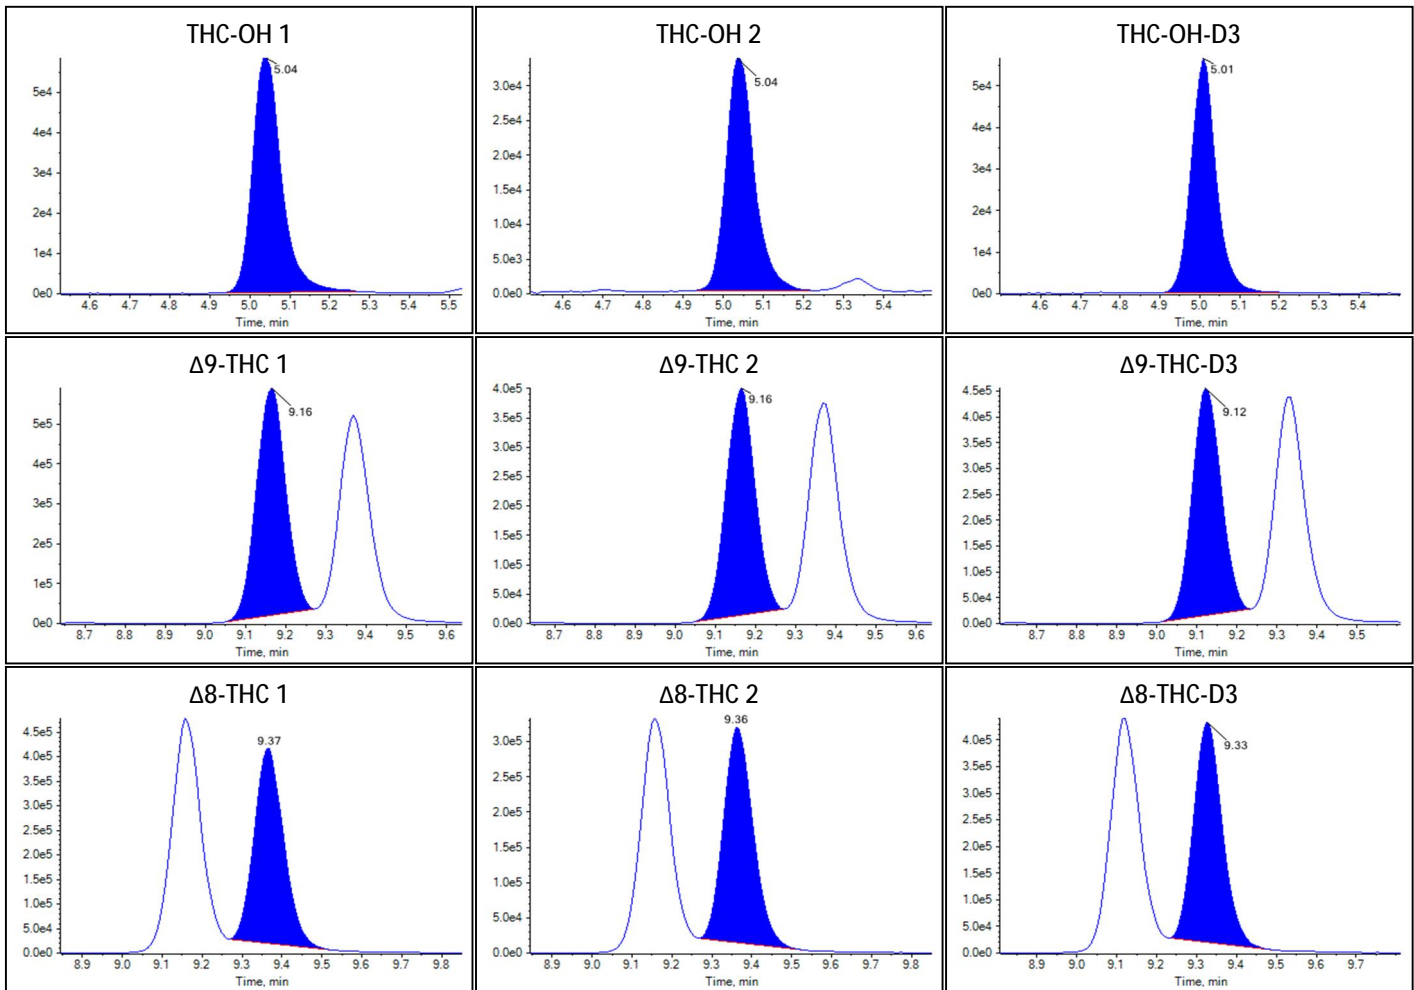 THC-OH 1
5.04
5e4
4e4
3e4
2e4
1e4
0e0
4.6 4.7 4.8 4.9 5.0 5.1 5.2 5.3 5.4 5.5
Time, min
THC-OH 2
5.04
3.0e4
2.5e4
2.0e4
1.5e4
1.0e4
5.0e3
0.0e0
4.6 4.7 4.8 4.9 5.0 5.1 5.2 5.3 5.4
Time, min
THC-OH-D3
5.01
5e4
4e4
3e4
2e4
1e4
0e0
4.6 4.7 4.8 4.9 5.0 5.1 5.2 5.3 5.4
Time, min
Δ9-THC 1
9.16
5e5
4e5
3e5
2e5
1e5
0e0
8.7 8.8 8.9 9.0 9.1 9.2 9.3 9.4 9.5 9.6
Time, min
Δ9-THC 2
9.16
4.0e5
3.5e5
3.0e5
2.5e5
2.0e5
1.5e5
1.0e5
5.0e4
0.0e0
8.7 8.8 8.9 9.0 9.1 9.2 9.3 9.4 9.5 9.6
Time, min
Δ9-THC-D3
9.12
4.5e5
4.0e5
3.5e5
3.0e5
2.5e5
2.0e5
1.5e5
1.0e5
5.0e4
0.0e0
8.7 8.8 8.9 9.0 9.1 9.2 9.3 9.4 9.5
Time, min
Δ8-THC 1
9.37
4.5e5
4.0e5
3.5e5
3.0e5
2.5e5
2.0e5
1.5e5
1.0e5
5.0e4
0.0e0
8.9 9.0 9.1 9.2 9.3 9.4 9.5 9.6 9.7 9.8
Time, min
Δ8-THC 2
9.36
3.0e5
2.5e5
2.0e5
1.5e5
1.0e5
5.0e4
0.0e0
8.9 9.0 9.1 9.2 9.3 9.4 9.5 9.6 9.7 9.8
Time, min
Δ8-THC-D3
9.33
4.0e5
3.5e5
3.0e5
2.5e5
2.0e5
1.5e5
1.0e5
5.0e4
0.0e0
8.9 9.0 9.1 9.2 9.3 9.4 9.5 9.6 9.7
Time, min